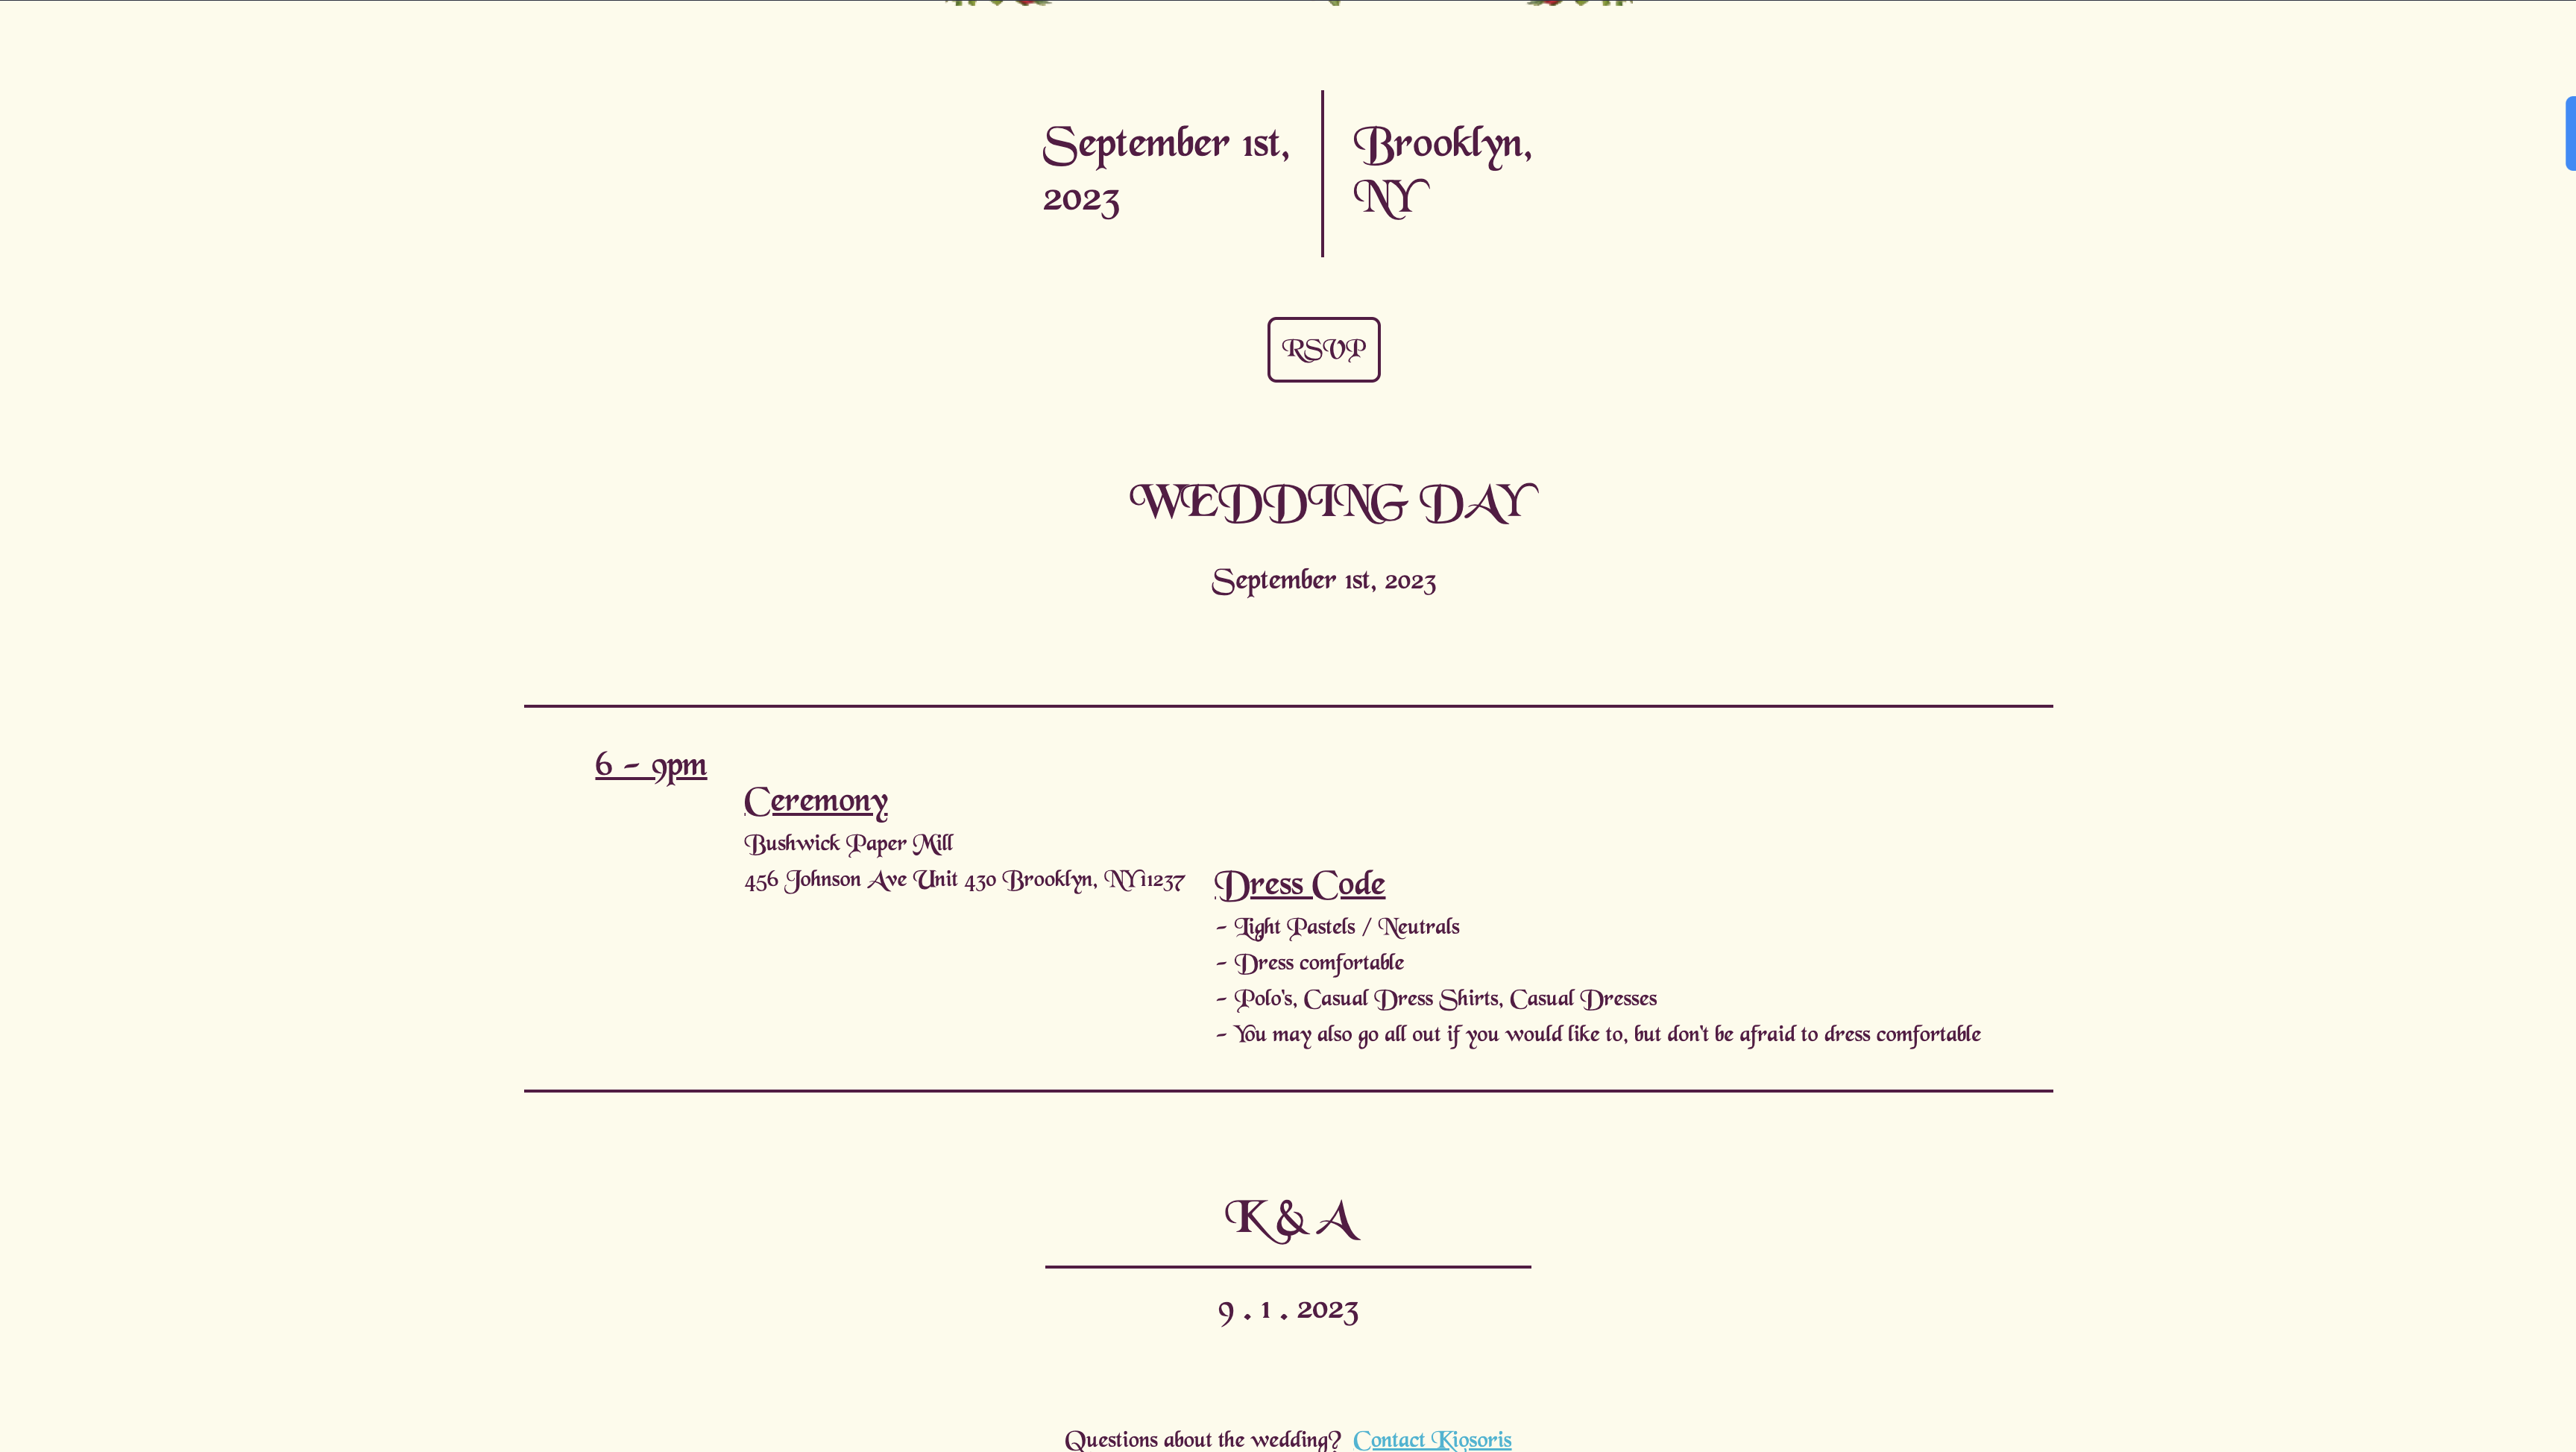 September 1st,
2023
Brooklyn,
NY
RSVP
WEDDING DAY
September 1st, 2023
6 - 9pm
Ceremony
Bushwick Paper Mill
456 Johnson Ave Unit 430 Brooklyn, NY11237
Dress Code
- Light Pastels / Neutrals
- Dress comfortable
- Polo's, Casual Dress Shirts, Casual Dresses
- You may also go all out if you would like to, but don't be afraid to dress comfortable
K & A
9 . 1 . 2023
Questions about the wedding? Contact Kiosoris